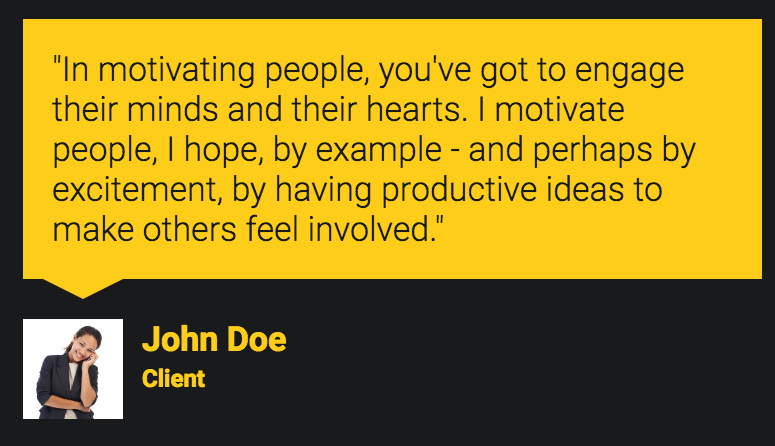 "In motivating people, you've got to engage
their minds and their hearts. I motivate
people, I hope, by example - and perhaps by
excitement, by having productive ideas to
make others feel involved."
John Doe
Client